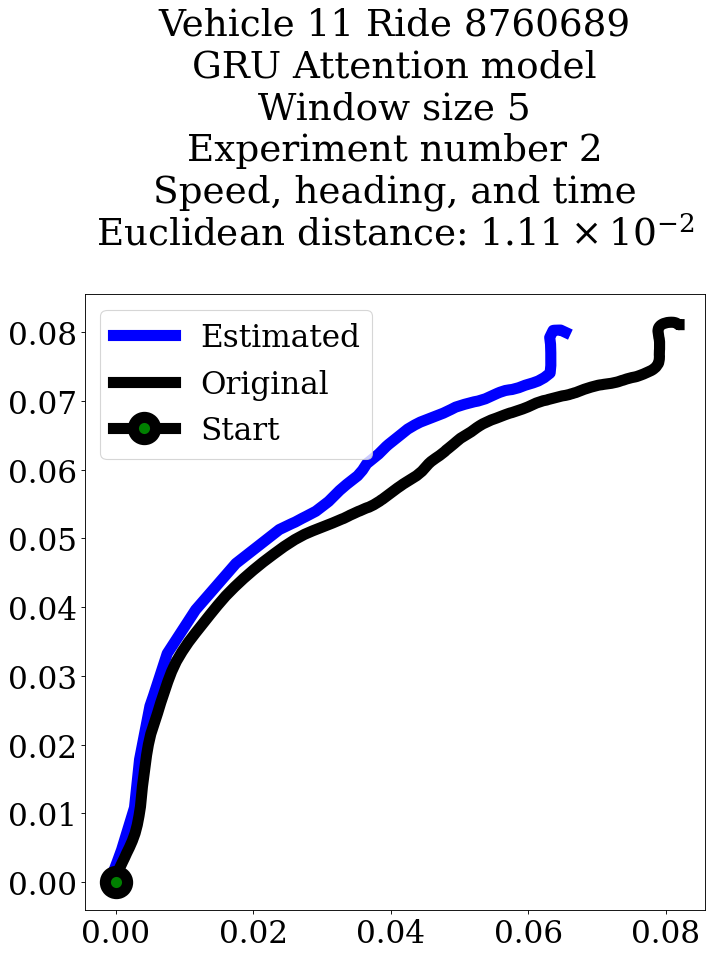 Vehicle 11 Ride 8760689
GRU Attention model
Window size 5
Experiment number 2
Speed, heading, and time
Euclidean distance: 1.11 × 10⁻²
Estimated
Original
Start
0.08
0.07
0.06
0.05
0.04
0.03
0.02
0.01
0.00
0.00 0.02 0.04 0.06 0.08